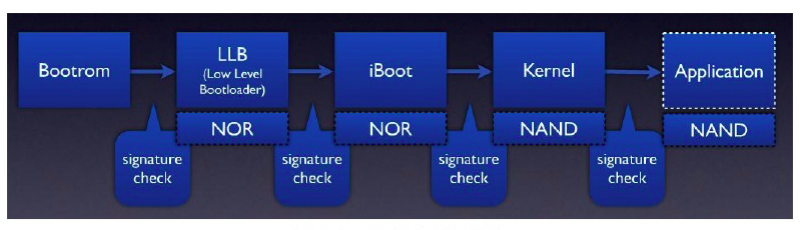 Bootrom
LLB
(Low Level
Bootloader)
iBoot
Kernel
Application
NOR
NOR
NAND
NAND
signature
check
signature
check
signature
check
signature
check